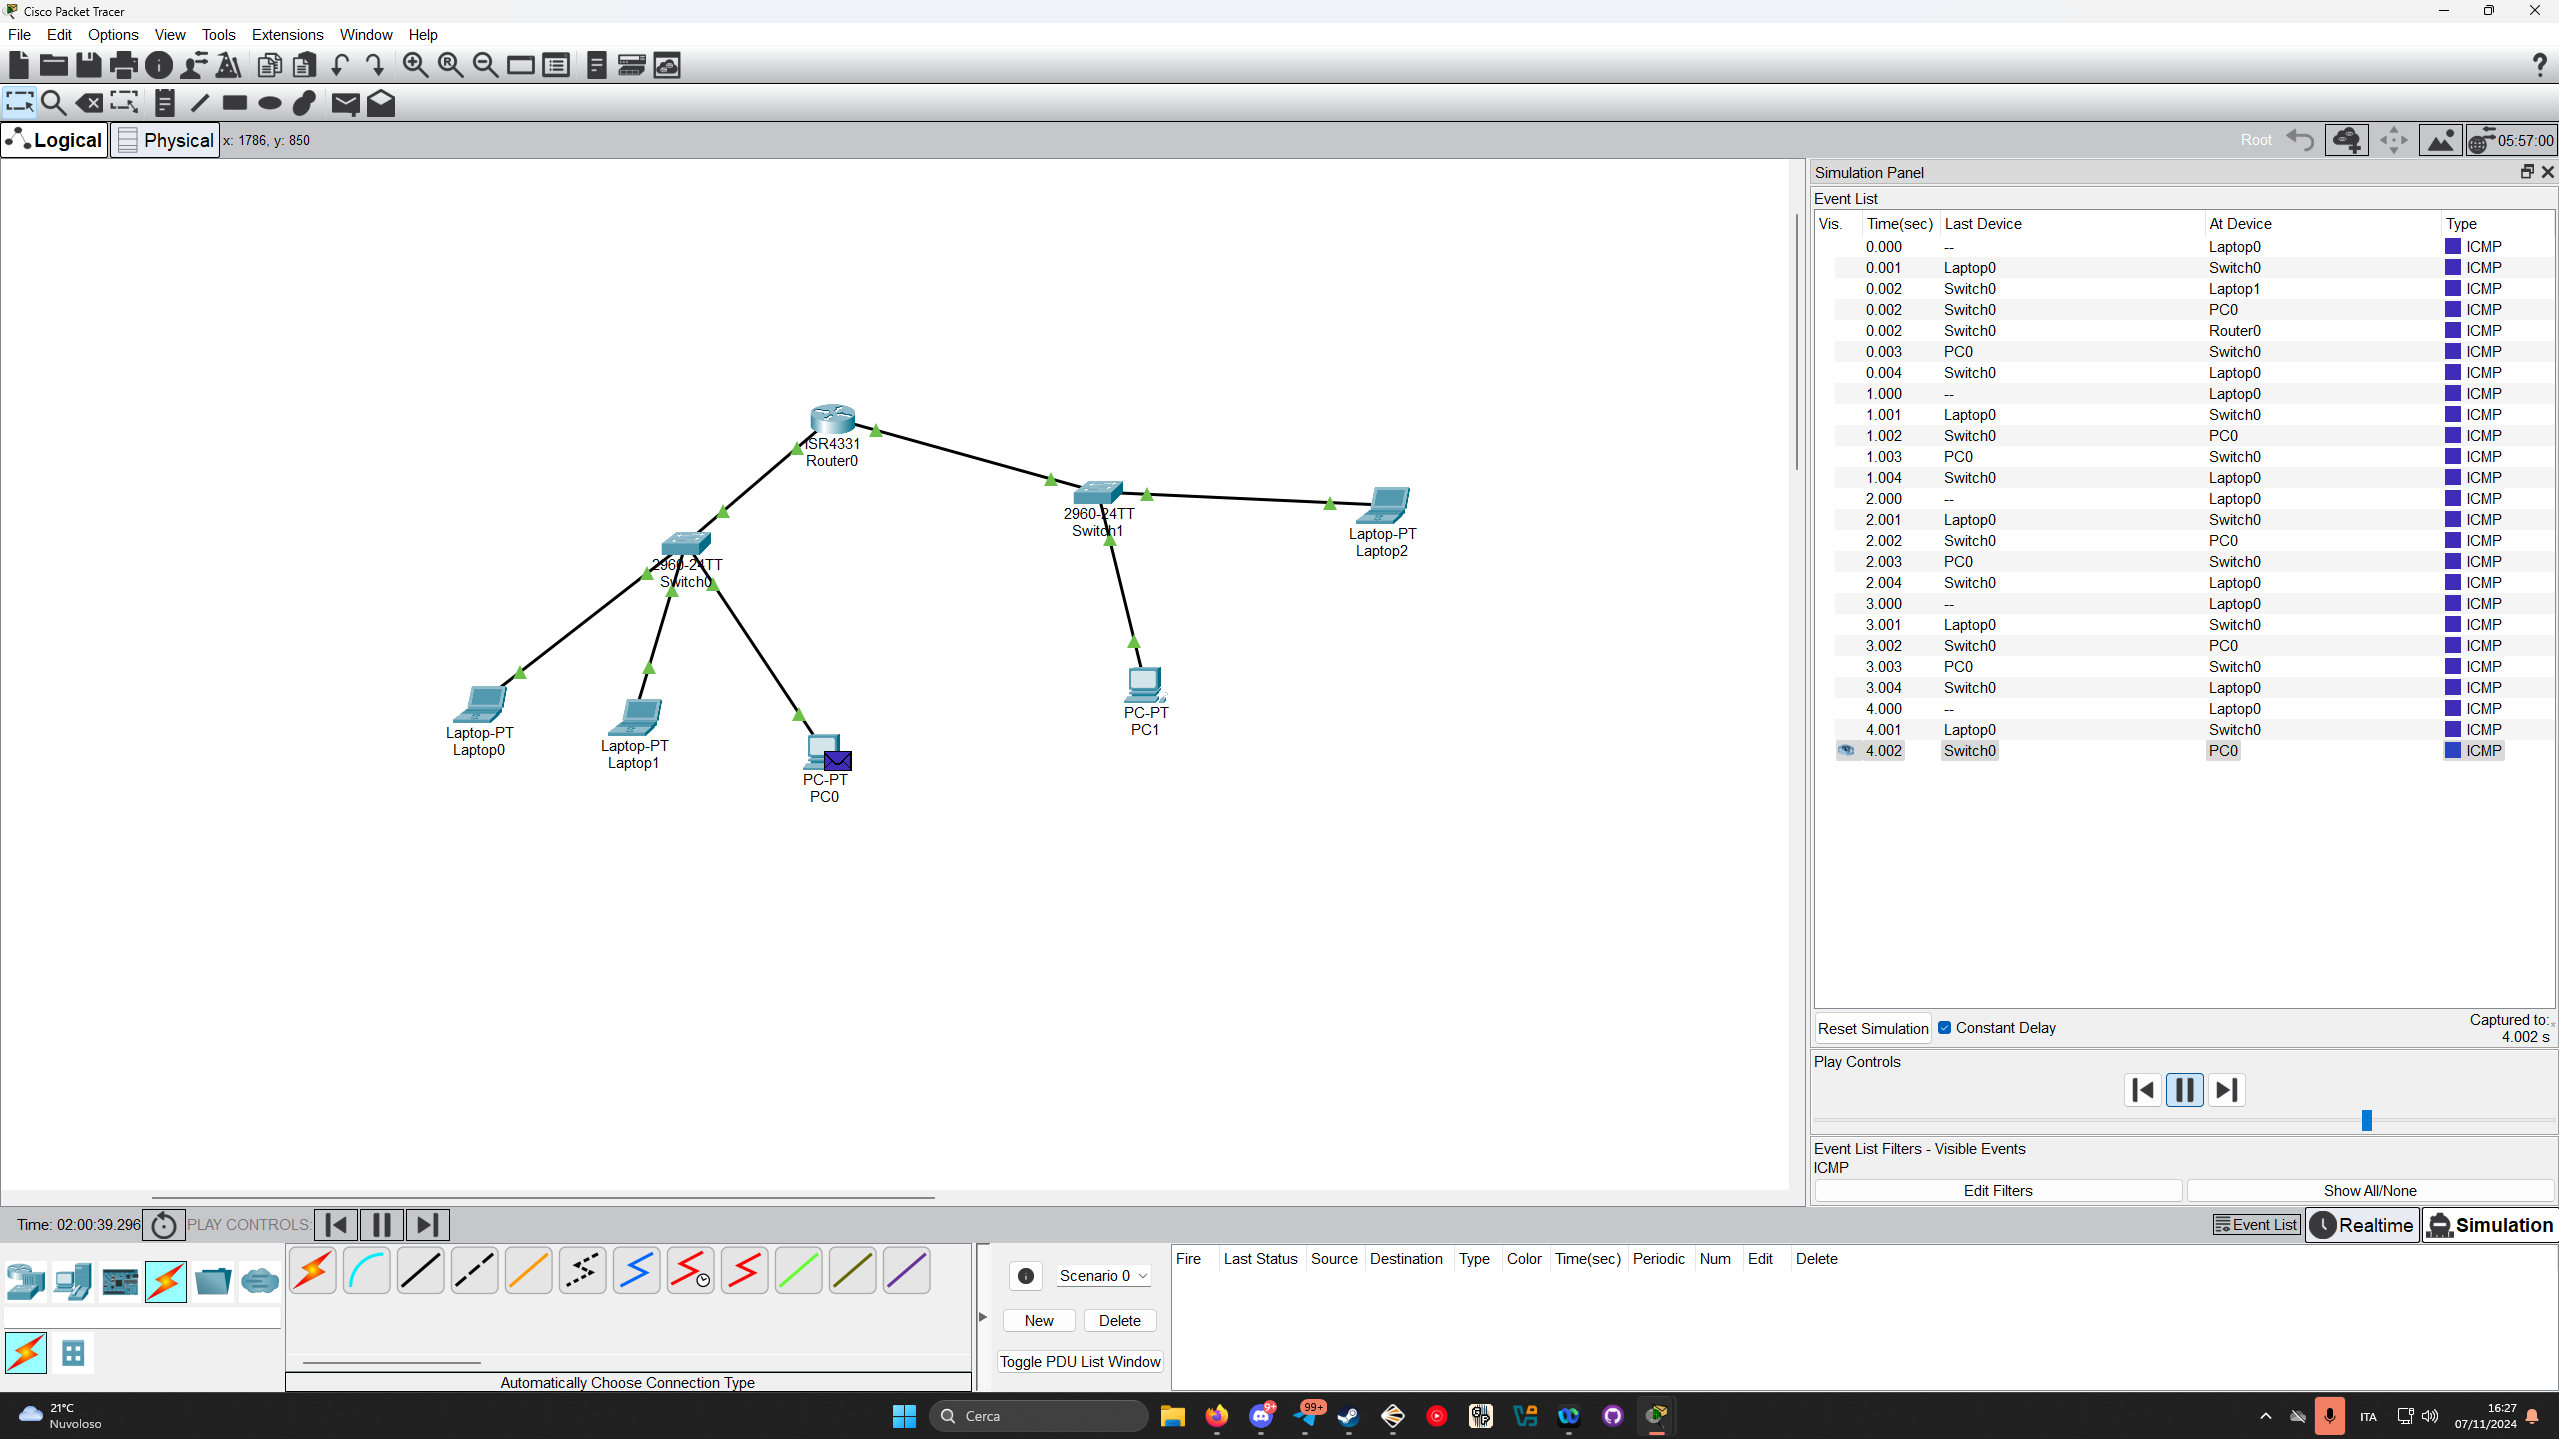 Cisco Packet Tracer
File Edit Options View Tools Extensions Window Help
Logical Physical x: 1786, y: 850 Root 05:57:00
Simulation Panel
Event List
Vis. Time(sec) Last Device At Device Type
0.000 -- Laptop0 ICMP
0.001 Laptop0 Switch0 ICMP
0.002 Switch0 Laptop1 ICMP
0.002 Switch0 PC0 ICMP
0.002 Switch0 Router0 ICMP
0.003 PC0 Switch0 ICMP
0.004 Switch0 Laptop0 ICMP
1.000 -- Laptop0 ICMP
1.001 Laptop0 Switch0 ICMP
1.002 Switch0 PC0 ICMP
1.003 PC0 Switch0 ICMP
1.004 Switch0 Laptop0 ICMP
2.000 -- Laptop0 ICMP
2.001 Laptop0 Switch0 ICMP
2.002 Switch0 PC0 ICMP
2.003 PC0 Switch0 ICMP
2.004 Switch0 Laptop0 ICMP
3.000 -- Laptop0 ICMP
3.001 Laptop0 Switch0 ICMP
3.002 Switch0 PC0 ICMP
3.003 PC0 Switch0 ICMP
3.004 Switch0 Laptop0 ICMP
4.000 -- Laptop0 ICMP
4.001 Laptop0 Switch0 ICMP
4.002 Switch0 PC0 ICMP
ISR4331
Router0
2960-24TT
Switch1
Laptop-PT
Laptop2
2960-24TT
Switch0
Laptop-PT
Laptop0
Laptop-PT
Laptop1
PC-PT
PC0
PC-PT
PC1
Reset Simulation Constant Delay Captured to:
4.002 s
Play Controls
Event List Filters - Visible Events
ICMP
Edit Filters Show All/None
Time: 02:00:39.296 PLAY CONTROLS: Event List Realtime Simulation
Scenario 0
New Delete
Toggle PDU List Window
Fire Last Status Source Destination Type Color Time(sec) Periodic Num Edit Delete
Automatically Choose Connection Type
21°C
Nuvoloso
Cerca
9+
99+
ITA
16:27
07/11/2024